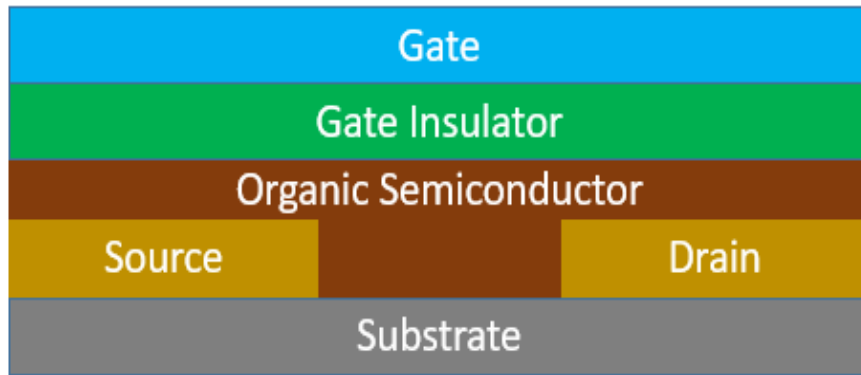 Gate
Gate Insulator
Organic Semiconductor
Source
Drain
Substrate